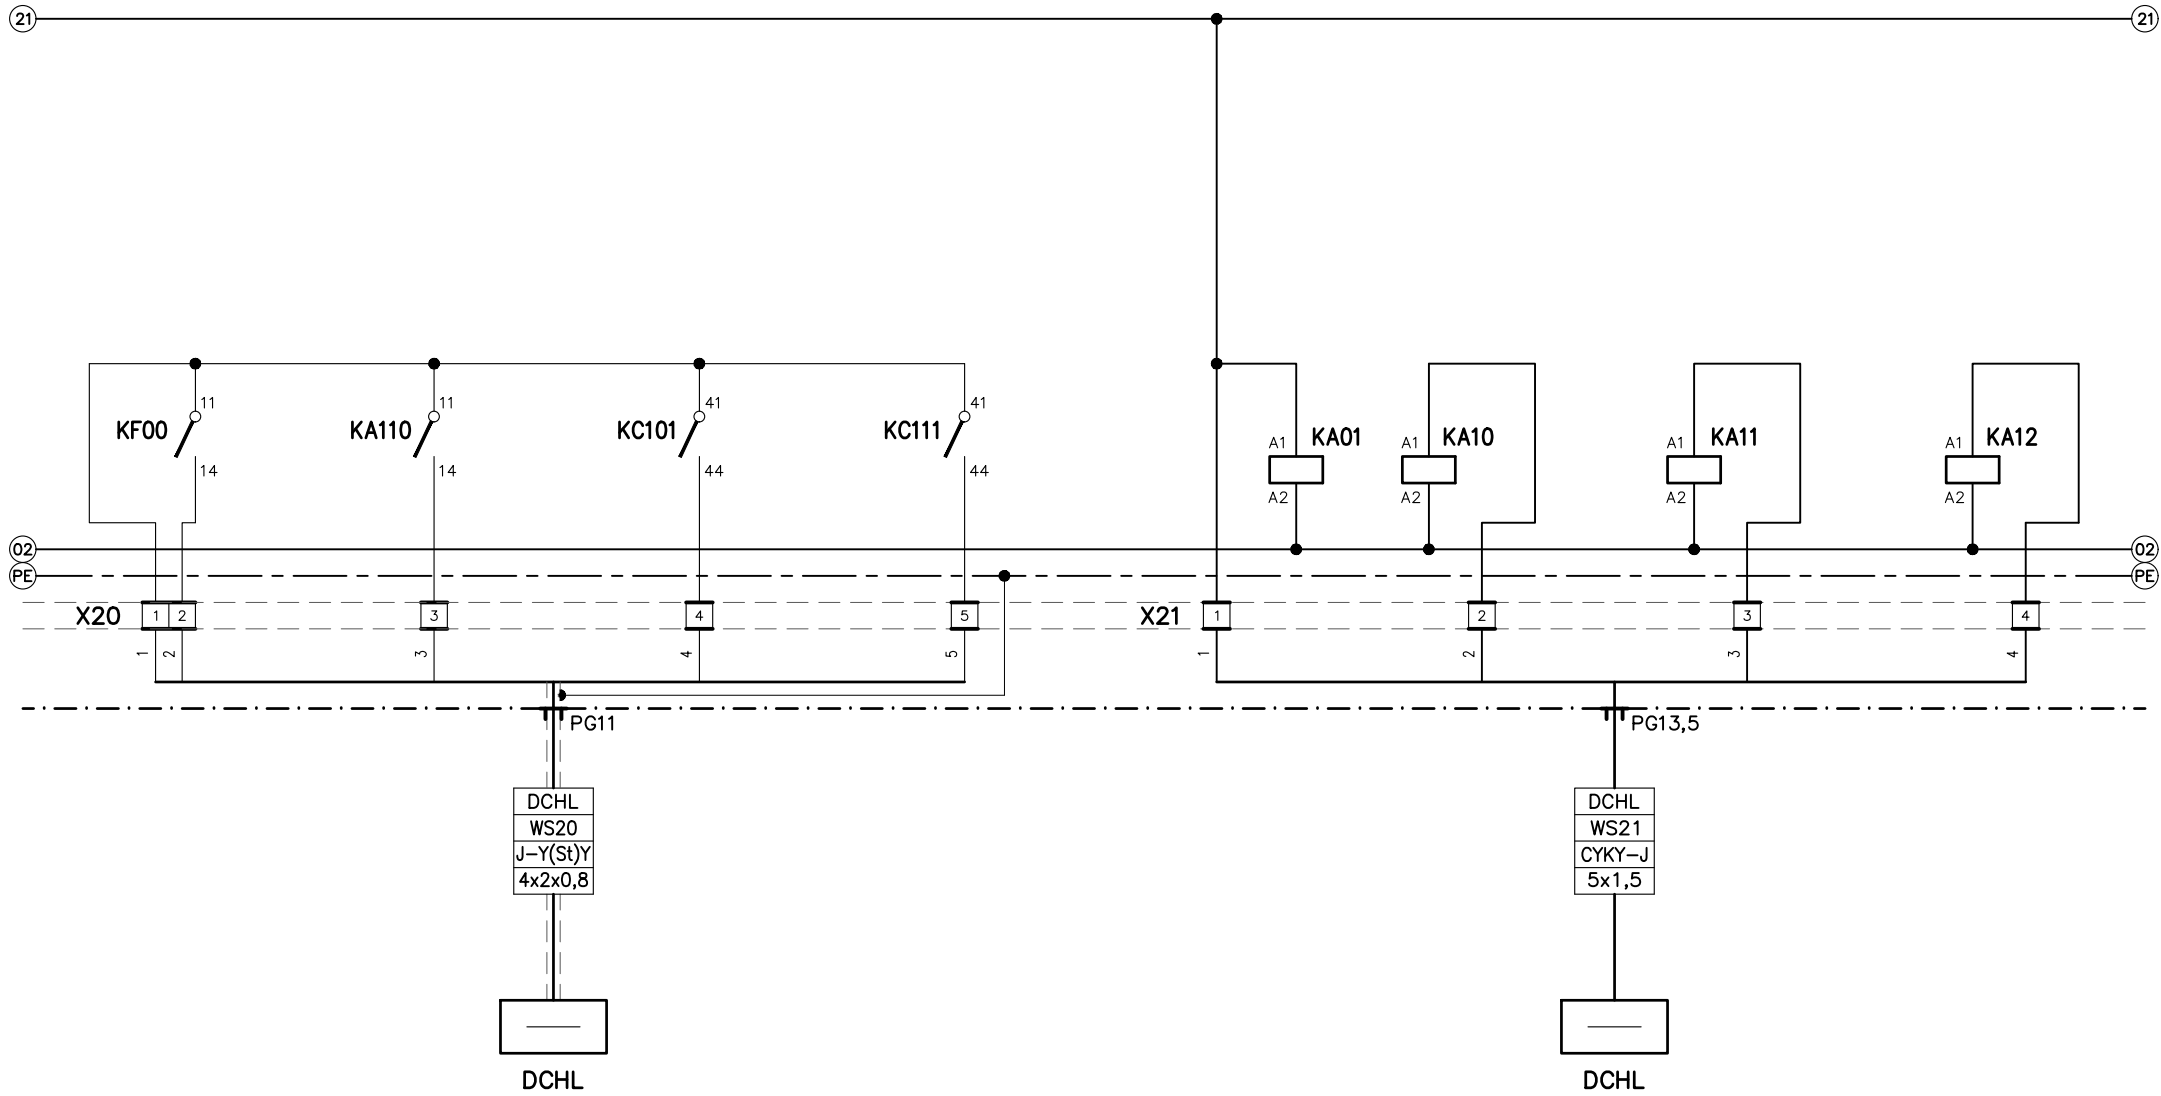 21 21
11 11 41 41
KF00 KA110 KC101 KC111
14 14 44 44
A1 KA01 A1 KA10 A1 KA11 A1 KA12
A2 A2 A2 A2
02 02
PE PE
X20 1 2 3 4 5 X21 1 2 3 4
1 2 3 4 5 1 2 3 4
PG11 PG13,5
DCHL DCHL
WS20 WS21
J-Y(St)Y CYKY-J
4x2x0,8 5x1,5
DCHL DCHL